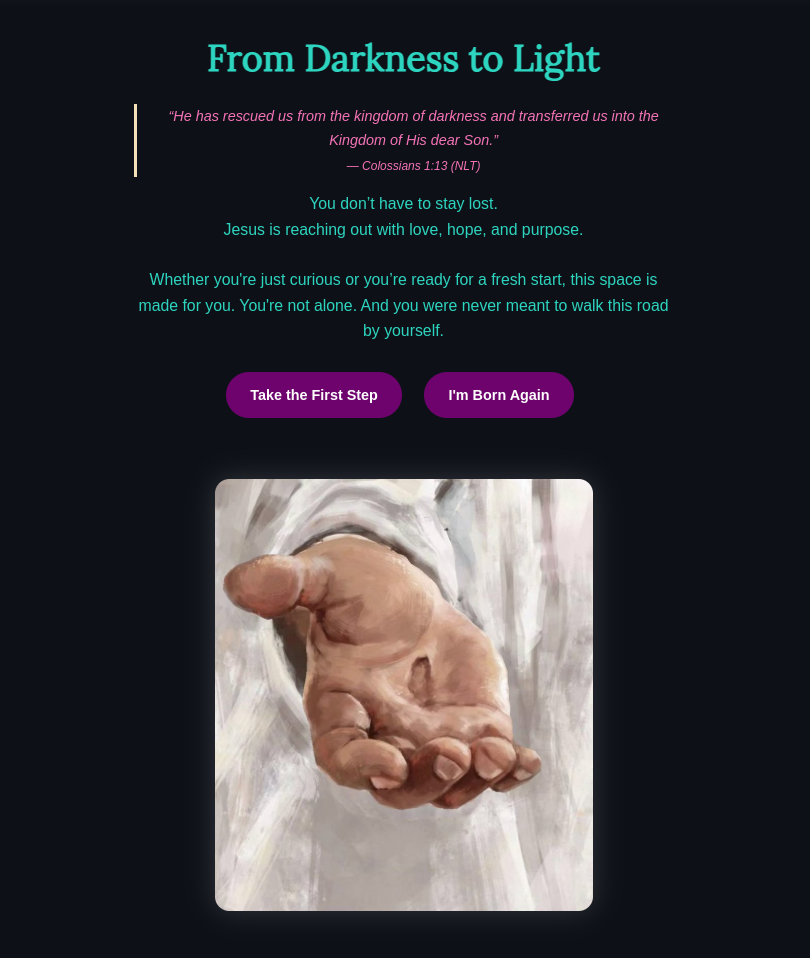 From Darkness to Light
“He has rescued us from the kingdom of darkness and transferred us into the
Kingdom of His dear Son.”
— Colossians 1:13 (NLT)
You don’t have to stay lost.
Jesus is reaching out with love, hope, and purpose.
Whether you're just curious or you’re ready for a fresh start, this space is
made for you. You're not alone. And you were never meant to walk this road
by yourself.
Take the First Step
I'm Born Again